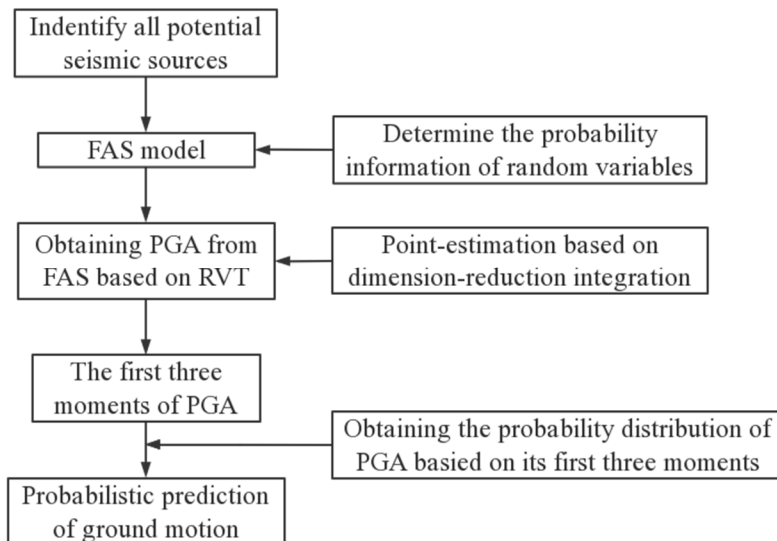 Indentify all potential
seismic sources
FAS model
Determine the probability
information of random variables
Obtaining PGA from
FAS based on RVT
Point-estimation based on
dimension-reduction integration
The first three
moments of PGA
Obtaining the probability distribution of
PGA basied on its first three moments
Probabilistic prediction
of ground motion